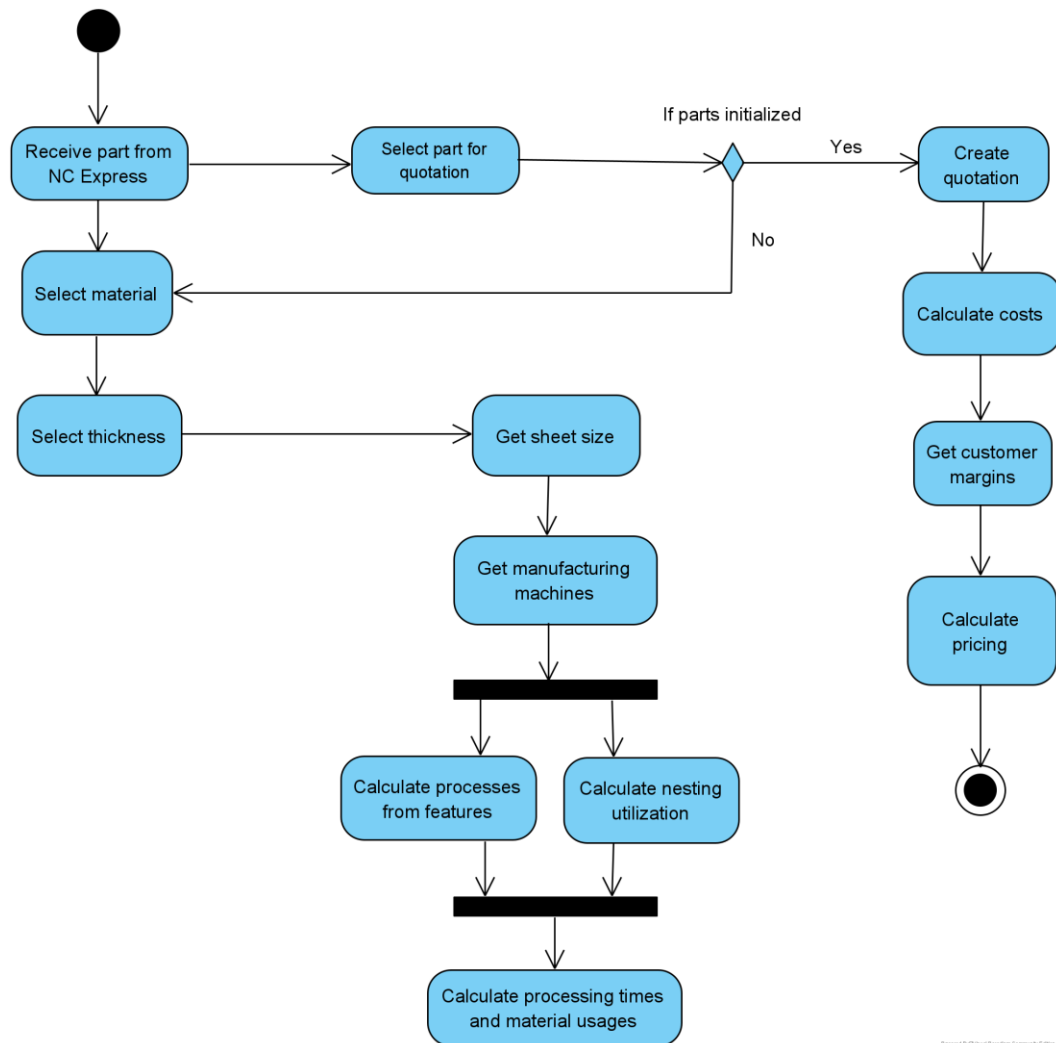 If parts initialized
Receive part from
NC Express
Select part for
quotation
Yes
Create
quotation
No
Select material
Calculate costs
Select thickness
Get sheet size
Get customer
margins
Get manufacturing
machines
Calculate
pricing
Calculate processes
from features
Calculate nesting
utilization
Calculate processing times
and material usages